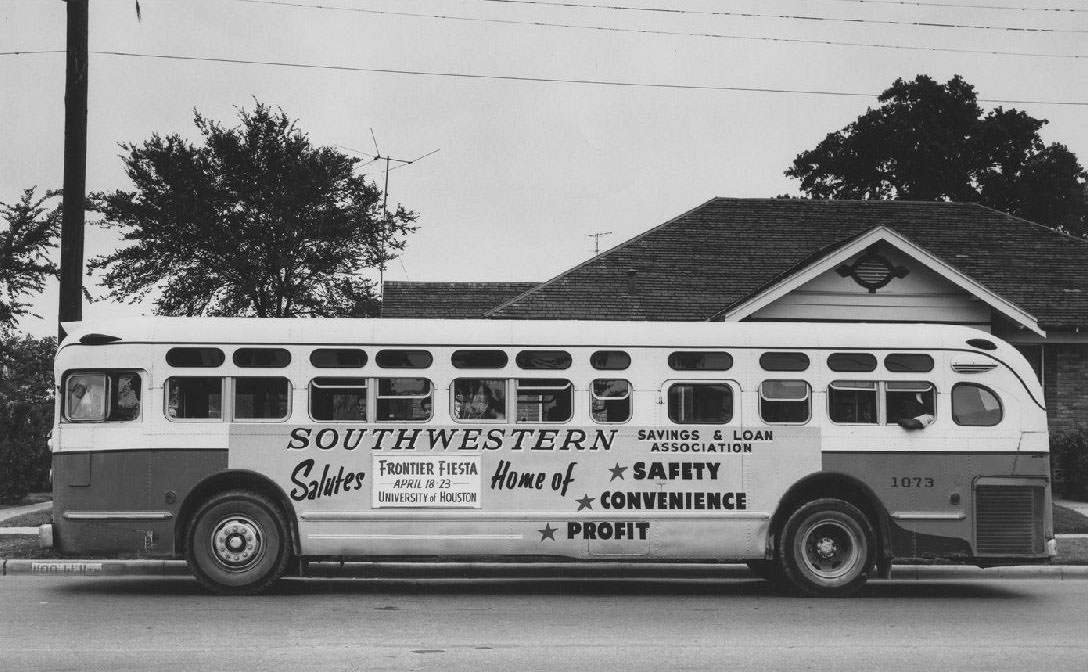 SOUTHWESTERN
SAVINGS & LOAN
ASSOCIATION
Salutes
FRONTIER FIESTA
APRIL 18-23
UNIVERSITY of HOUSTON
Home of
SAFETY
CONVENIENCE
PROFIT
1073